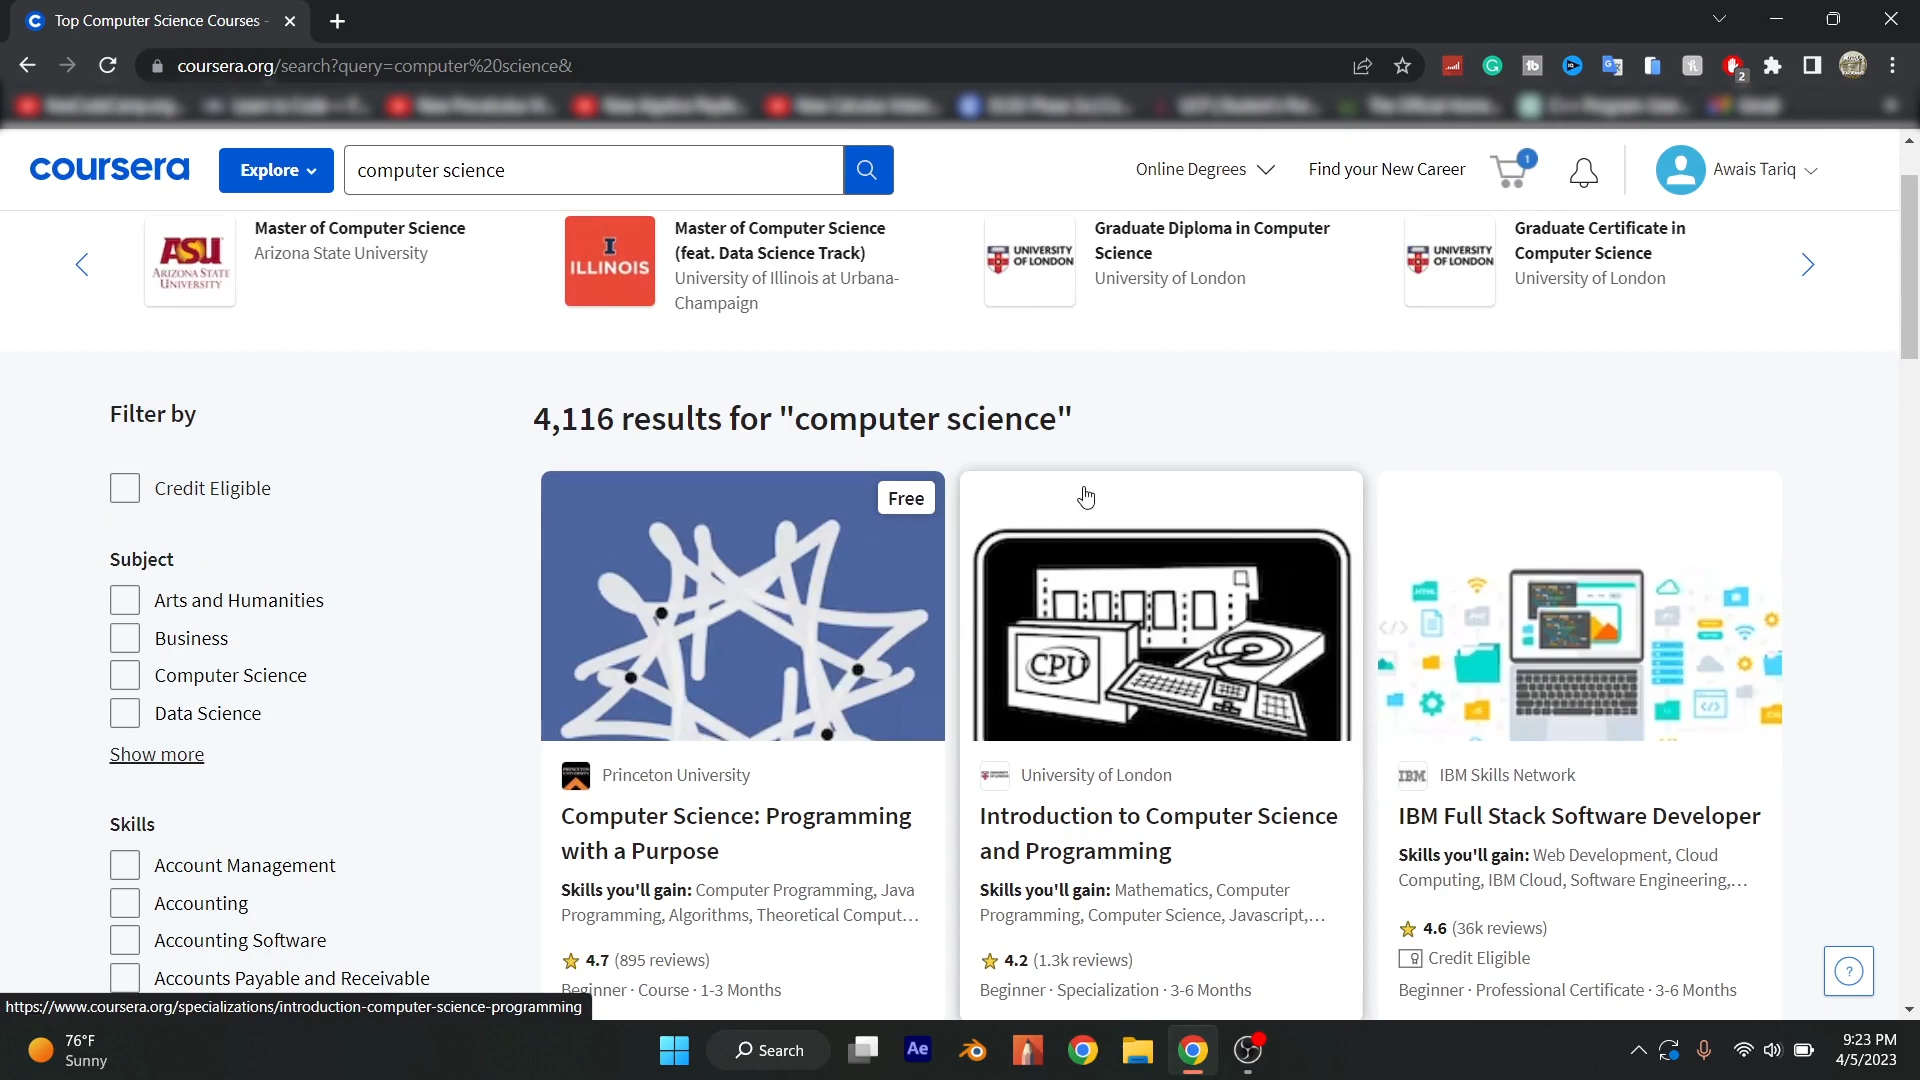 Top Computer Science Courses -
coursera.org/search?query=computer%20science&
2
coursera
Explore
computer science
Online Degrees
Find your New Career
1
Awais Tariq
ASU
ARIZONA STATE
UNIVERSITY
Master of Computer Science
Arizona State University
I
ILLINOIS
Master of Computer Science
(feat. Data Science Track)
University of Illinois at Urbana-
Champaign
UNIVERSITY
OF LONDON
Graduate Diploma in Computer
Science
University of London
UNIVERSITY
OF LONDON
Graduate Certificate in
Computer Science
University of London
Filter by
4,116 results for "computer science"
Credit Eligible
Subject
Arts and Humanities
Business
Computer Science
Data Science
Show more
Skills
Account Management
Accounting
Accounting Software
Accounts Payable and Receivable
Free
Princeton University
Computer Science: Programming
with a Purpose
Skills you'll gain: Computer Programming, Java
Programming, Algorithms, Theoretical Comput...
4.7 (895 reviews)
Beginner · Course · 1-3 Months
CPU
University of London
Introduction to Computer Science
and Programming
Skills you'll gain: Mathematics, Computer
Programming, Computer Science, Javascript,...
4.2 (1.3k reviews)
Beginner · Specialization · 3-6 Months
IBM
IBM Skills Network
IBM Full Stack Software Developer
Skills you'll gain: Web Development, Cloud
Computing, IBM Cloud, Software Engineering,...
4.6 (36k reviews)
Credit Eligible
Beginner · Professional Certificate · 3-6 Months
?
https://www.coursera.org/specializations/introduction-computer-science-programming
76°F
Sunny
Search
Ae
9:23 PM
4/5/2023